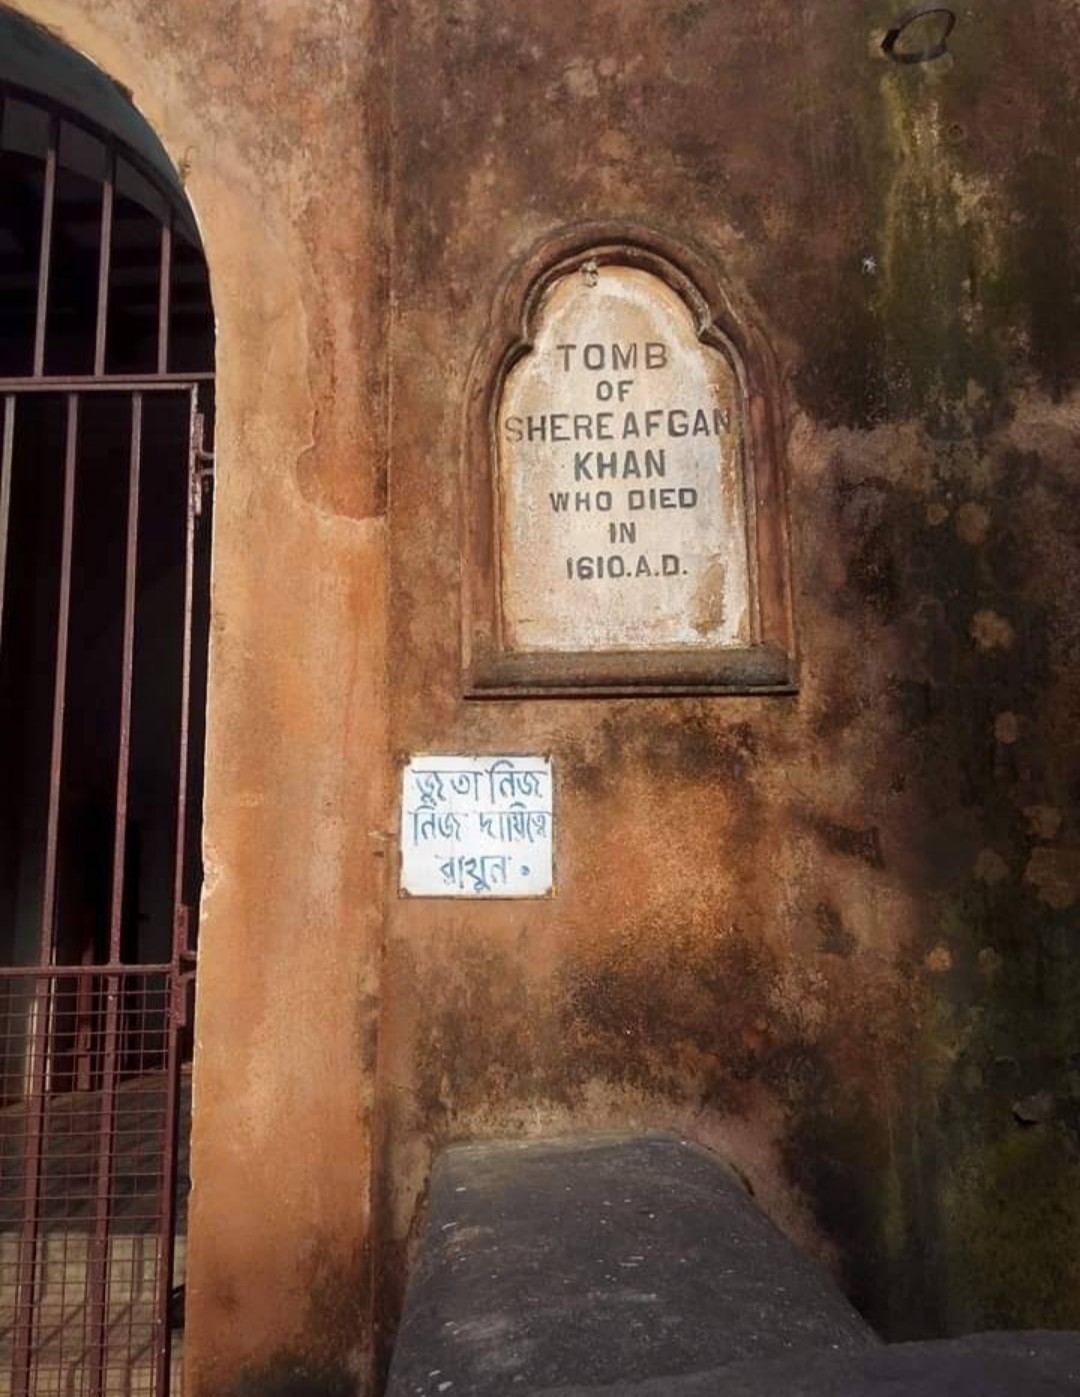 TOMB
OF
SHERE AFGAN
KHAN
WHO DIED
IN
1610.A.D.
জুতা নিজ
নিজ দায়িত্বে
রাখুন.